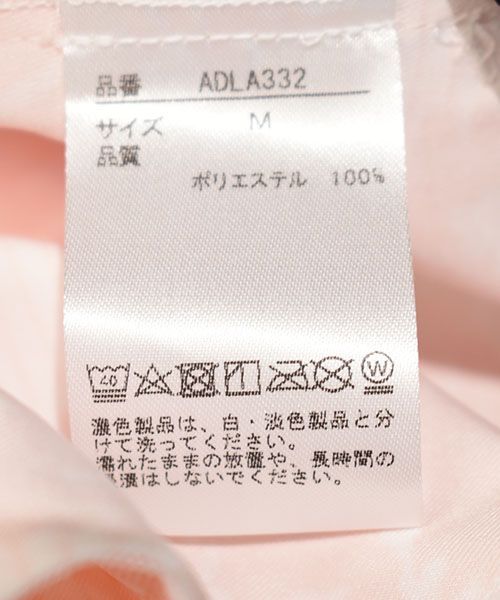 品番 ADLA332
サイズ M
品質
ポリエステル 100%
40 W
濃色製品は、白・淡色製品と分
けて洗ってください。
濡れたままの放置や、長時間の
浸漬はしないでください。